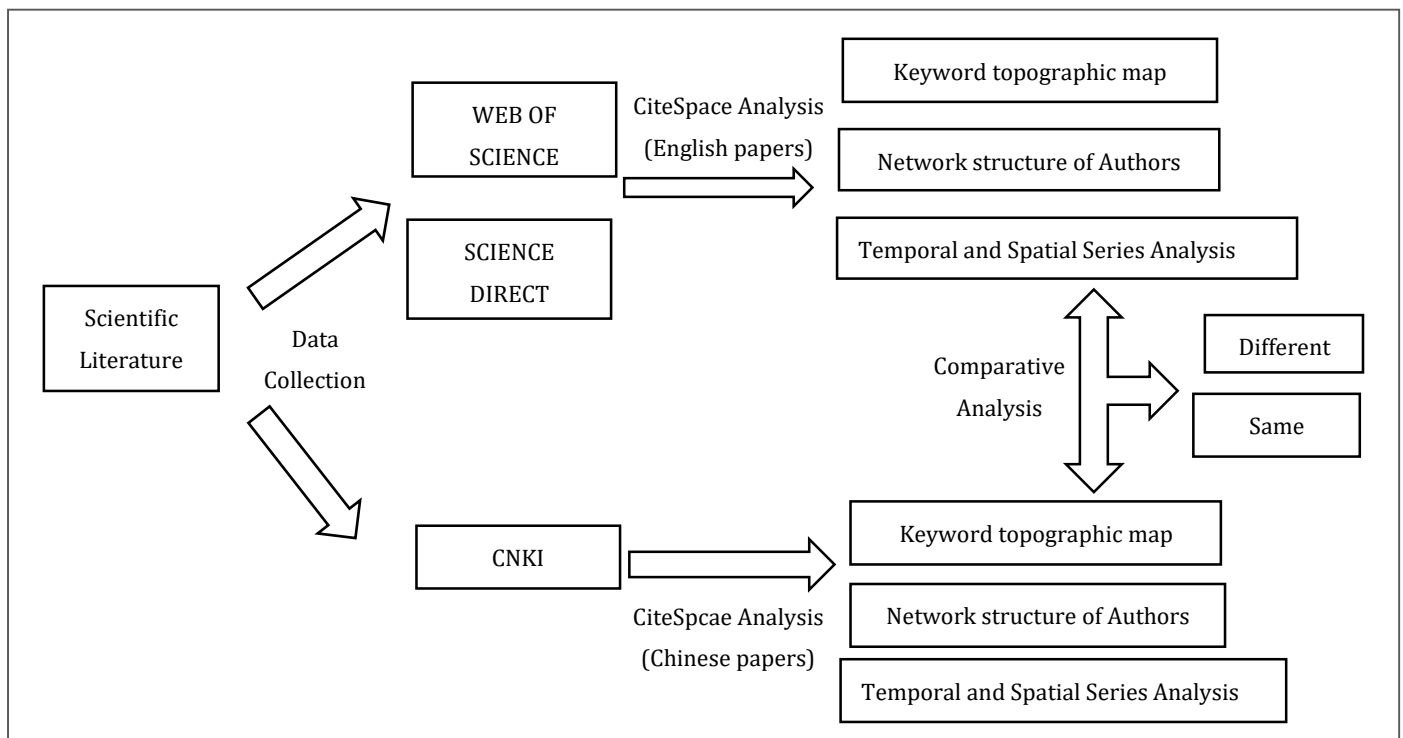 Scientific
Literature
Data
Collection
WEB OF
SCIENCE
SCIENCE
DIRECT
CiteSpace Analysis
(English papers)
Keyword topographic map
Network structure of Authors
Temporal and Spatial Series Analysis
Comparative
Analysis
Different
Same
CNKI
CiteSpcae Analysis
(Chinese papers)
Keyword topographic map
Network structure of Authors
Temporal and Spatial Series Analysis